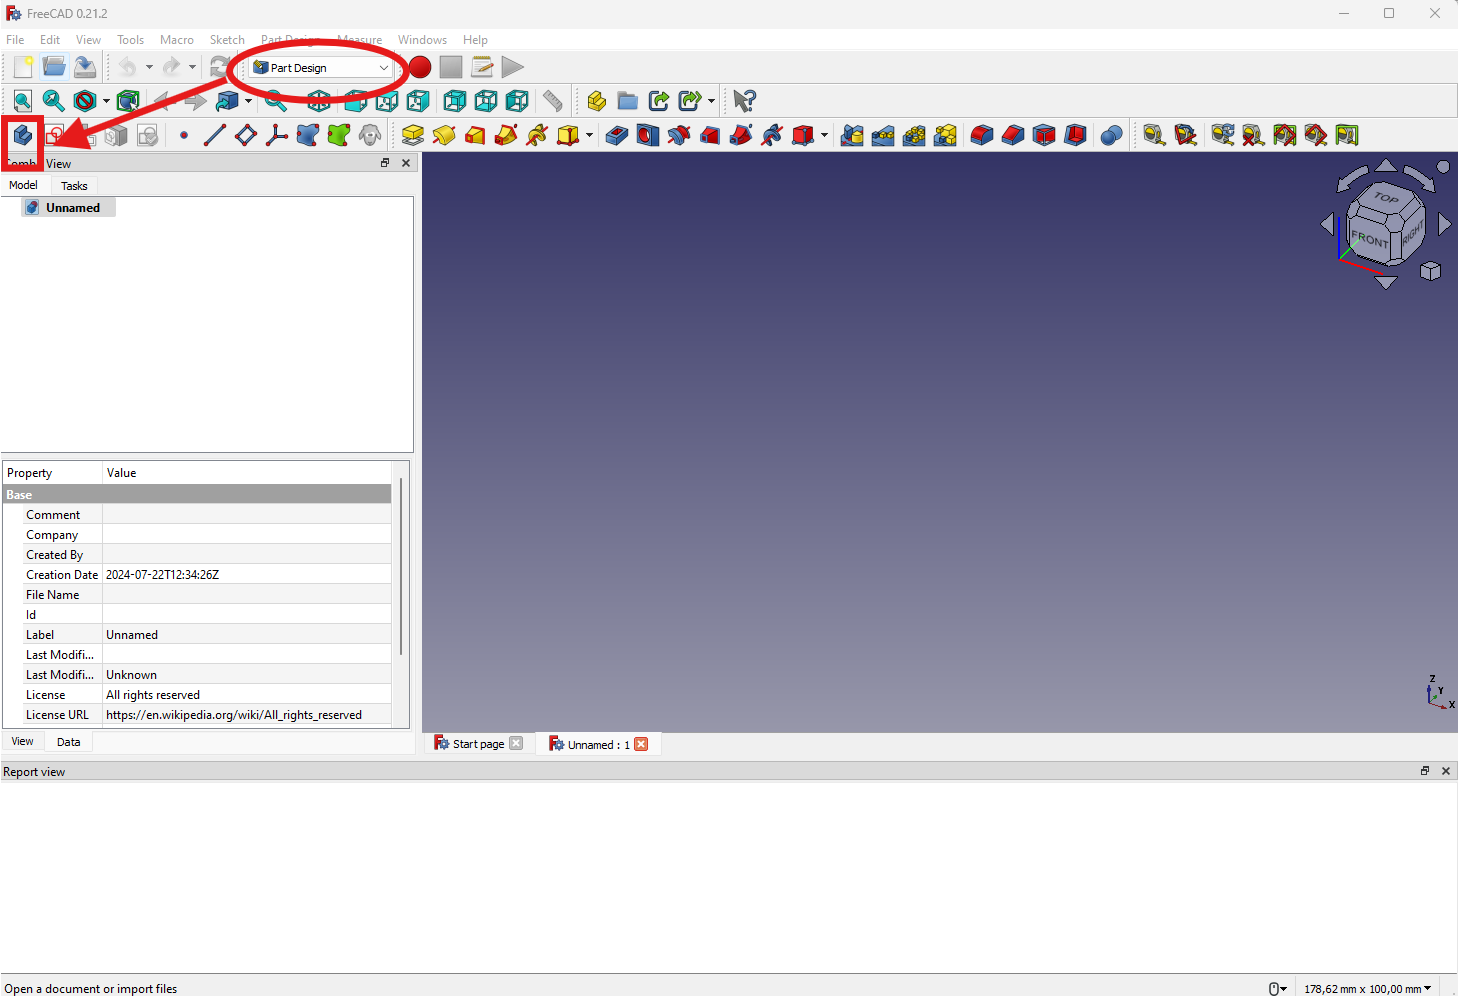 FreeCAD 0.21.2
File Edit View Tools Macro Sketch Part Design Measure Windows Help
Part Design
View
Model Tasks
Unnamed
Property Value
Base
Comment
Company
Created By
Creation Date 2024-07-22T12:34:26Z
File Name
Id
Label Unnamed
Last Modifi...
Last Modifi... Unknown
License All rights reserved
License URL https://en.wikipedia.org/wiki/All_rights_reserved
View Data
TOP
FRONT
RIGHT
Z
Y
X
Start page
Unnamed : 1
Report view
Open a document or import files
178,62 mm x 100,00 mm